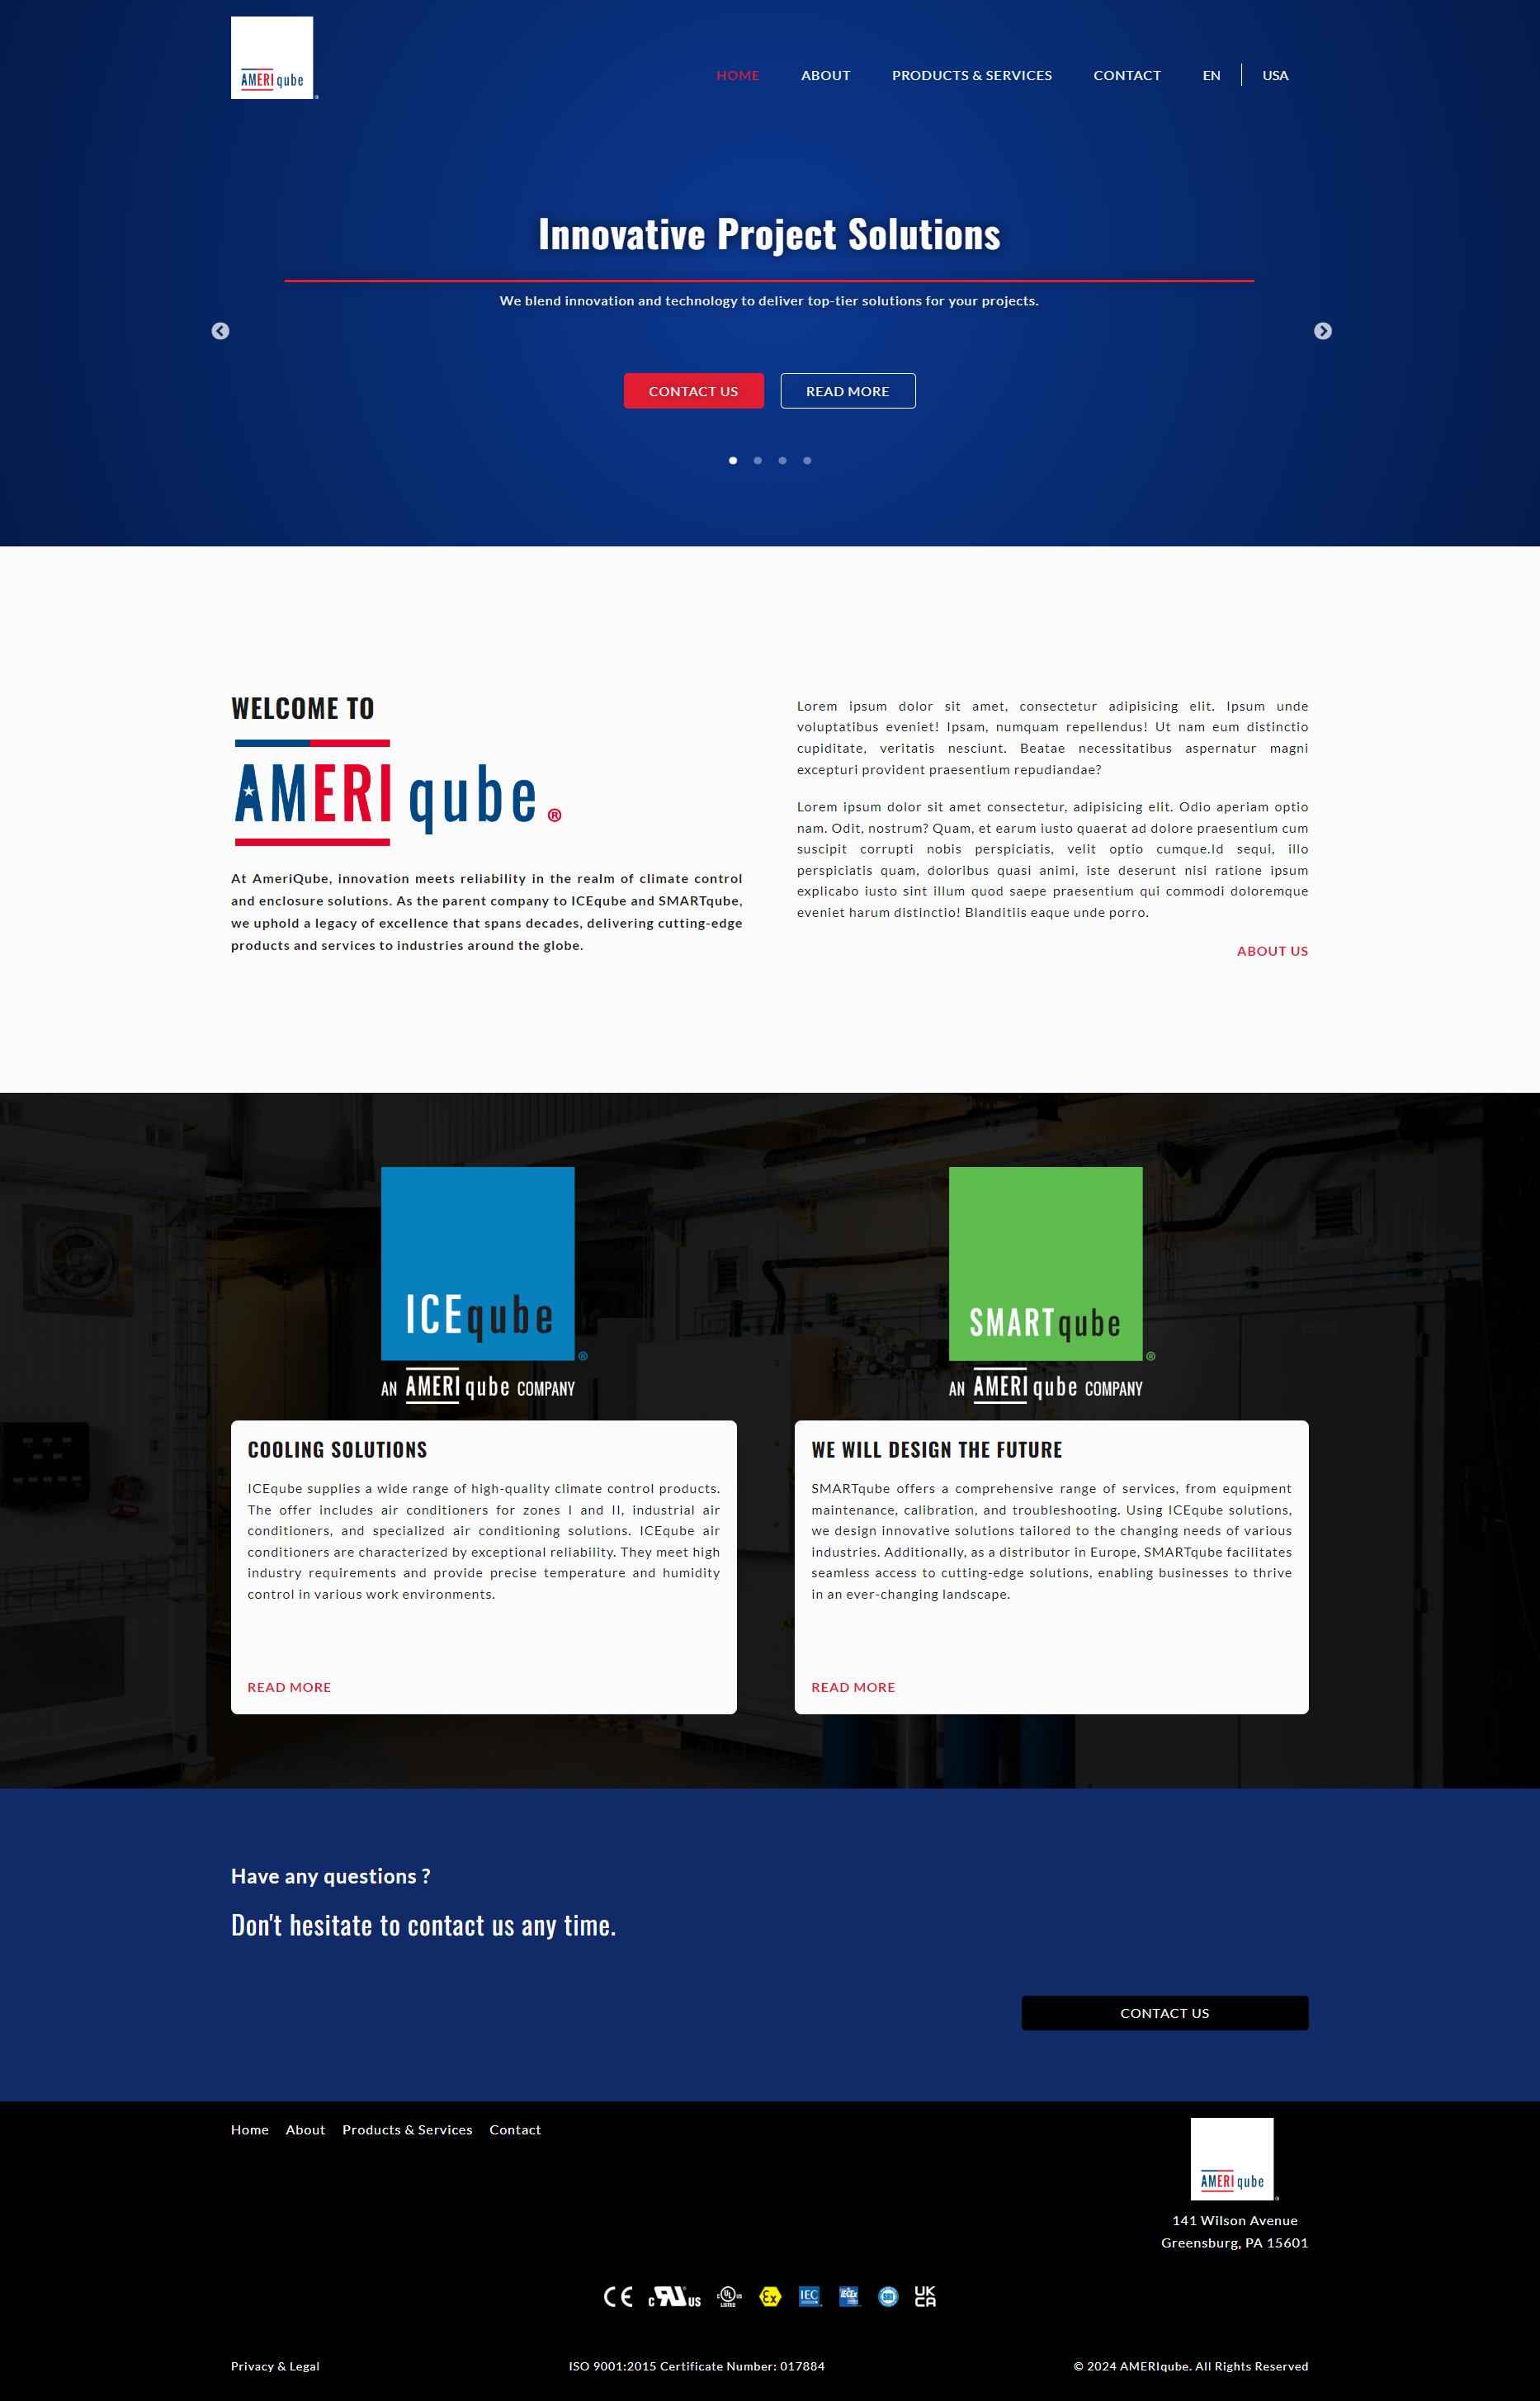 AMERI qube
HOME ABOUT PRODUCTS & SERVICES CONTACT EN USA
Innovative Project Solutions
We blend innovation and technology to deliver top-tier solutions for your projects.
CONTACT US READ MORE
WELCOME TO
AMERI qube ®
At AmeriQube, innovation meets reliability in the realm of climate control
and enclosure solutions. As the parent company to ICEqube and SMARTqube,
we uphold a legacy of excellence that spans decades, delivering cutting-edge
products and services to industries around the globe.
Lorem ipsum dolor sit amet, consectetur adipisicing elit. Ipsum unde
voluptatibus eveniet! Ipsam, numquam repellendus! Ut nam eum distinctio
cupiditate, veritatis nesciunt. Beatae necessitatibus aspernatur magni
excepturi provident praesentium repudiandae?
Lorem ipsum dolor sit amet consectetur, adipisicing elit. Odio aperiam optio
nam. Odit, nostrum? Quam, et earum iusto quaerat ad dolore praesentium cum
suscipit corrupti nobis perspiciatis, velit optio cumque.Id sequi, illo
perspiciatis quam, doloribus quasi animi, iste deserunt nisi ratione ipsum
explicabo iusto sint illum quod saepe praesentium qui commodi doloremque
eveniet harum distinctio! Blanditiis eaque unde porro.
ABOUT US
ICEqube ®
AN AMERI qube COMPANY
COOLING SOLUTIONS
ICEqube supplies a wide range of high-quality climate control products.
The offer includes air conditioners for zones I and II, industrial air
conditioners, and specialized air conditioning solutions. ICEqube air
conditioners are characterized by exceptional reliability. They meet high
industry requirements and provide precise temperature and humidity
control in various work environments.
READ MORE
SMARTqube ®
AN AMERI qube COMPANY
WE WILL DESIGN THE FUTURE
SMARTqube offers a comprehensive range of services, from equipment
maintenance, calibration, and troubleshooting. Using ICEqube solutions,
we design innovative solutions tailored to the changing needs of various
industries. Additionally, as a distributor in Europe, SMARTqube facilitates
seamless access to cutting-edge solutions, enabling businesses to thrive
in an ever-changing landscape.
READ MORE
Have any questions ?
Don't hesitate to contact us any time.
CONTACT US
Home About Products & Services Contact
AMERI qube
141 Wilson Avenue
Greensburg, PA 15601
CE c RU US c UL US LISTED Ex IEC IECEx UK CA
Privacy & Legal ISO 9001:2015 Certificate Number: 017884 © 2024 AMERIqube. All Rights Reserved